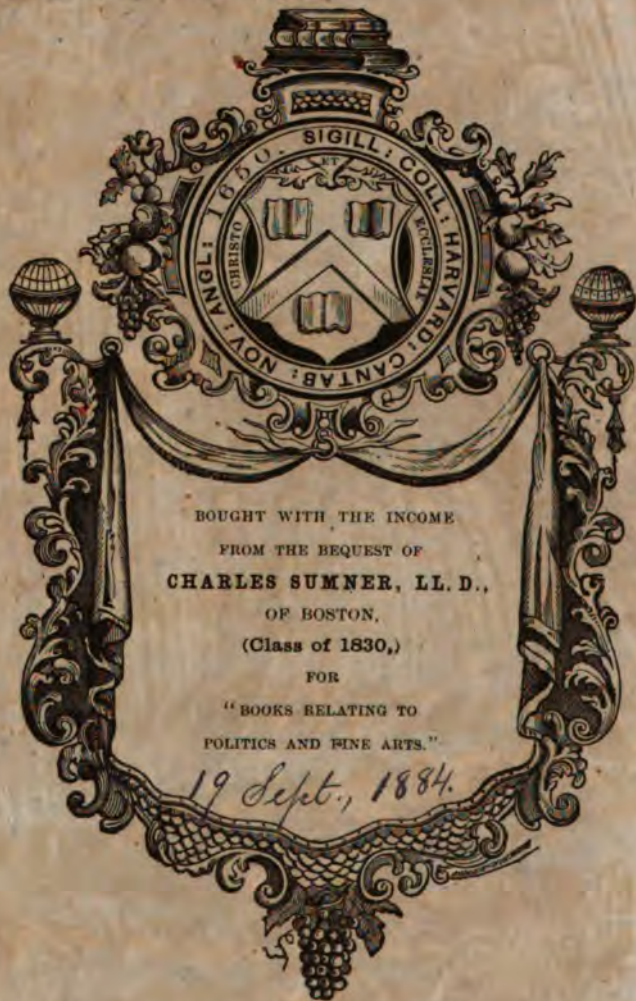 SIGILL: COLL: HARVARD: CANTAB: NOV: ANGL: 1650.
CHRISTO
ET
ECCLESIAE
BOUGHT WITH THE INCOME
FROM THE BEQUEST OF
CHARLES SUMNER, LL. D.,
OF BOSTON,
(Class of 1830,)
FOR
"BOOKS RELATING TO
POLITICS AND FINE ARTS."
19 Sept., 1884.